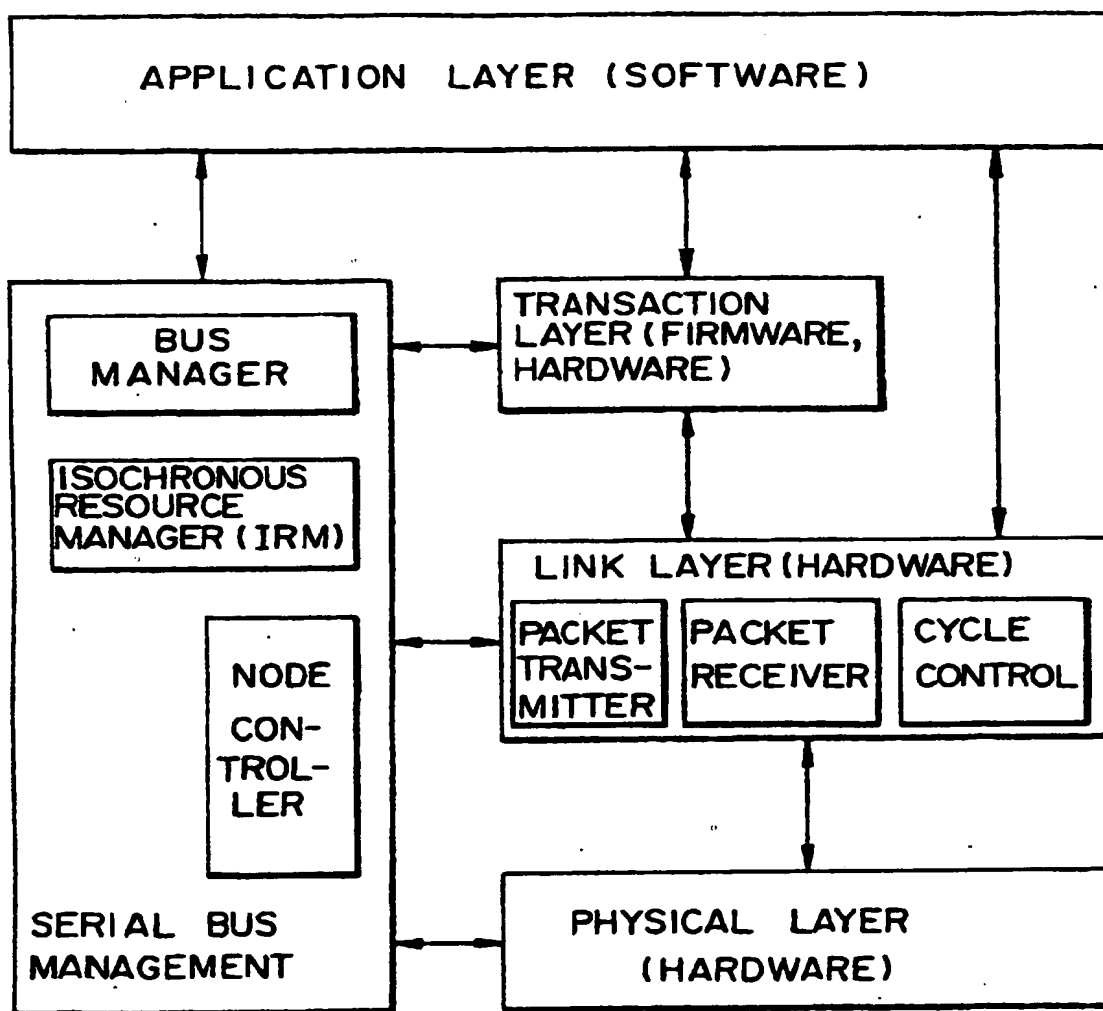 APPLICATION LAYER (SOFTWARE)
BUS
MANAGER
ISOCHRONOUS
RESOURCE
MANAGER (IRM)
NODE
CON-
TROL-
LER
SERIAL BUS
MANAGEMENT
TRANSACTION
LAYER (FIRMWARE,
HARDWARE)
LINK LAYER (HARDWARE)
PACKET
TRANS-
MITTER
PACKET
RECEIVER
CYCLE
CONTROL
PHYSICAL LAYER
(HARDWARE)